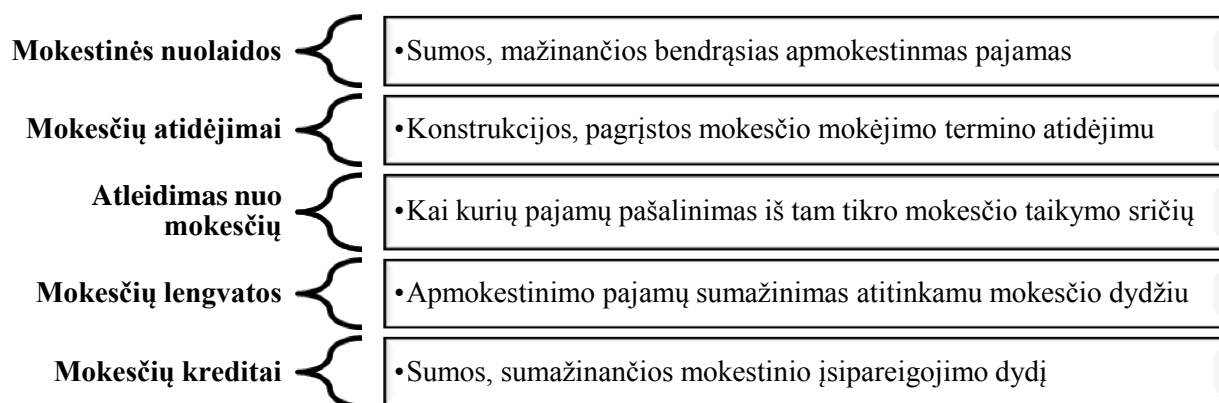 Mokestinės nuolaidos
•Sumos, mažinančios bendrąsias apmokestinmas pajamas
Mokesčių atidėjimai
•Konstrukcijos, pagrįstos mokesčio mokėjimo termino atidėjimu
Atleidimas nuo
mokesčių
•Kai kurių pajamų pašalinimas iš tam tikro mokesčio taikymo sričių
Mokesčių lengvatos
•Apmokestinimo pajamų sumažinimas atitinkamu mokesčio dydžiu
Mokesčių kreditai
•Sumos, sumažinančios mokestinio įsipareigojimo dydį